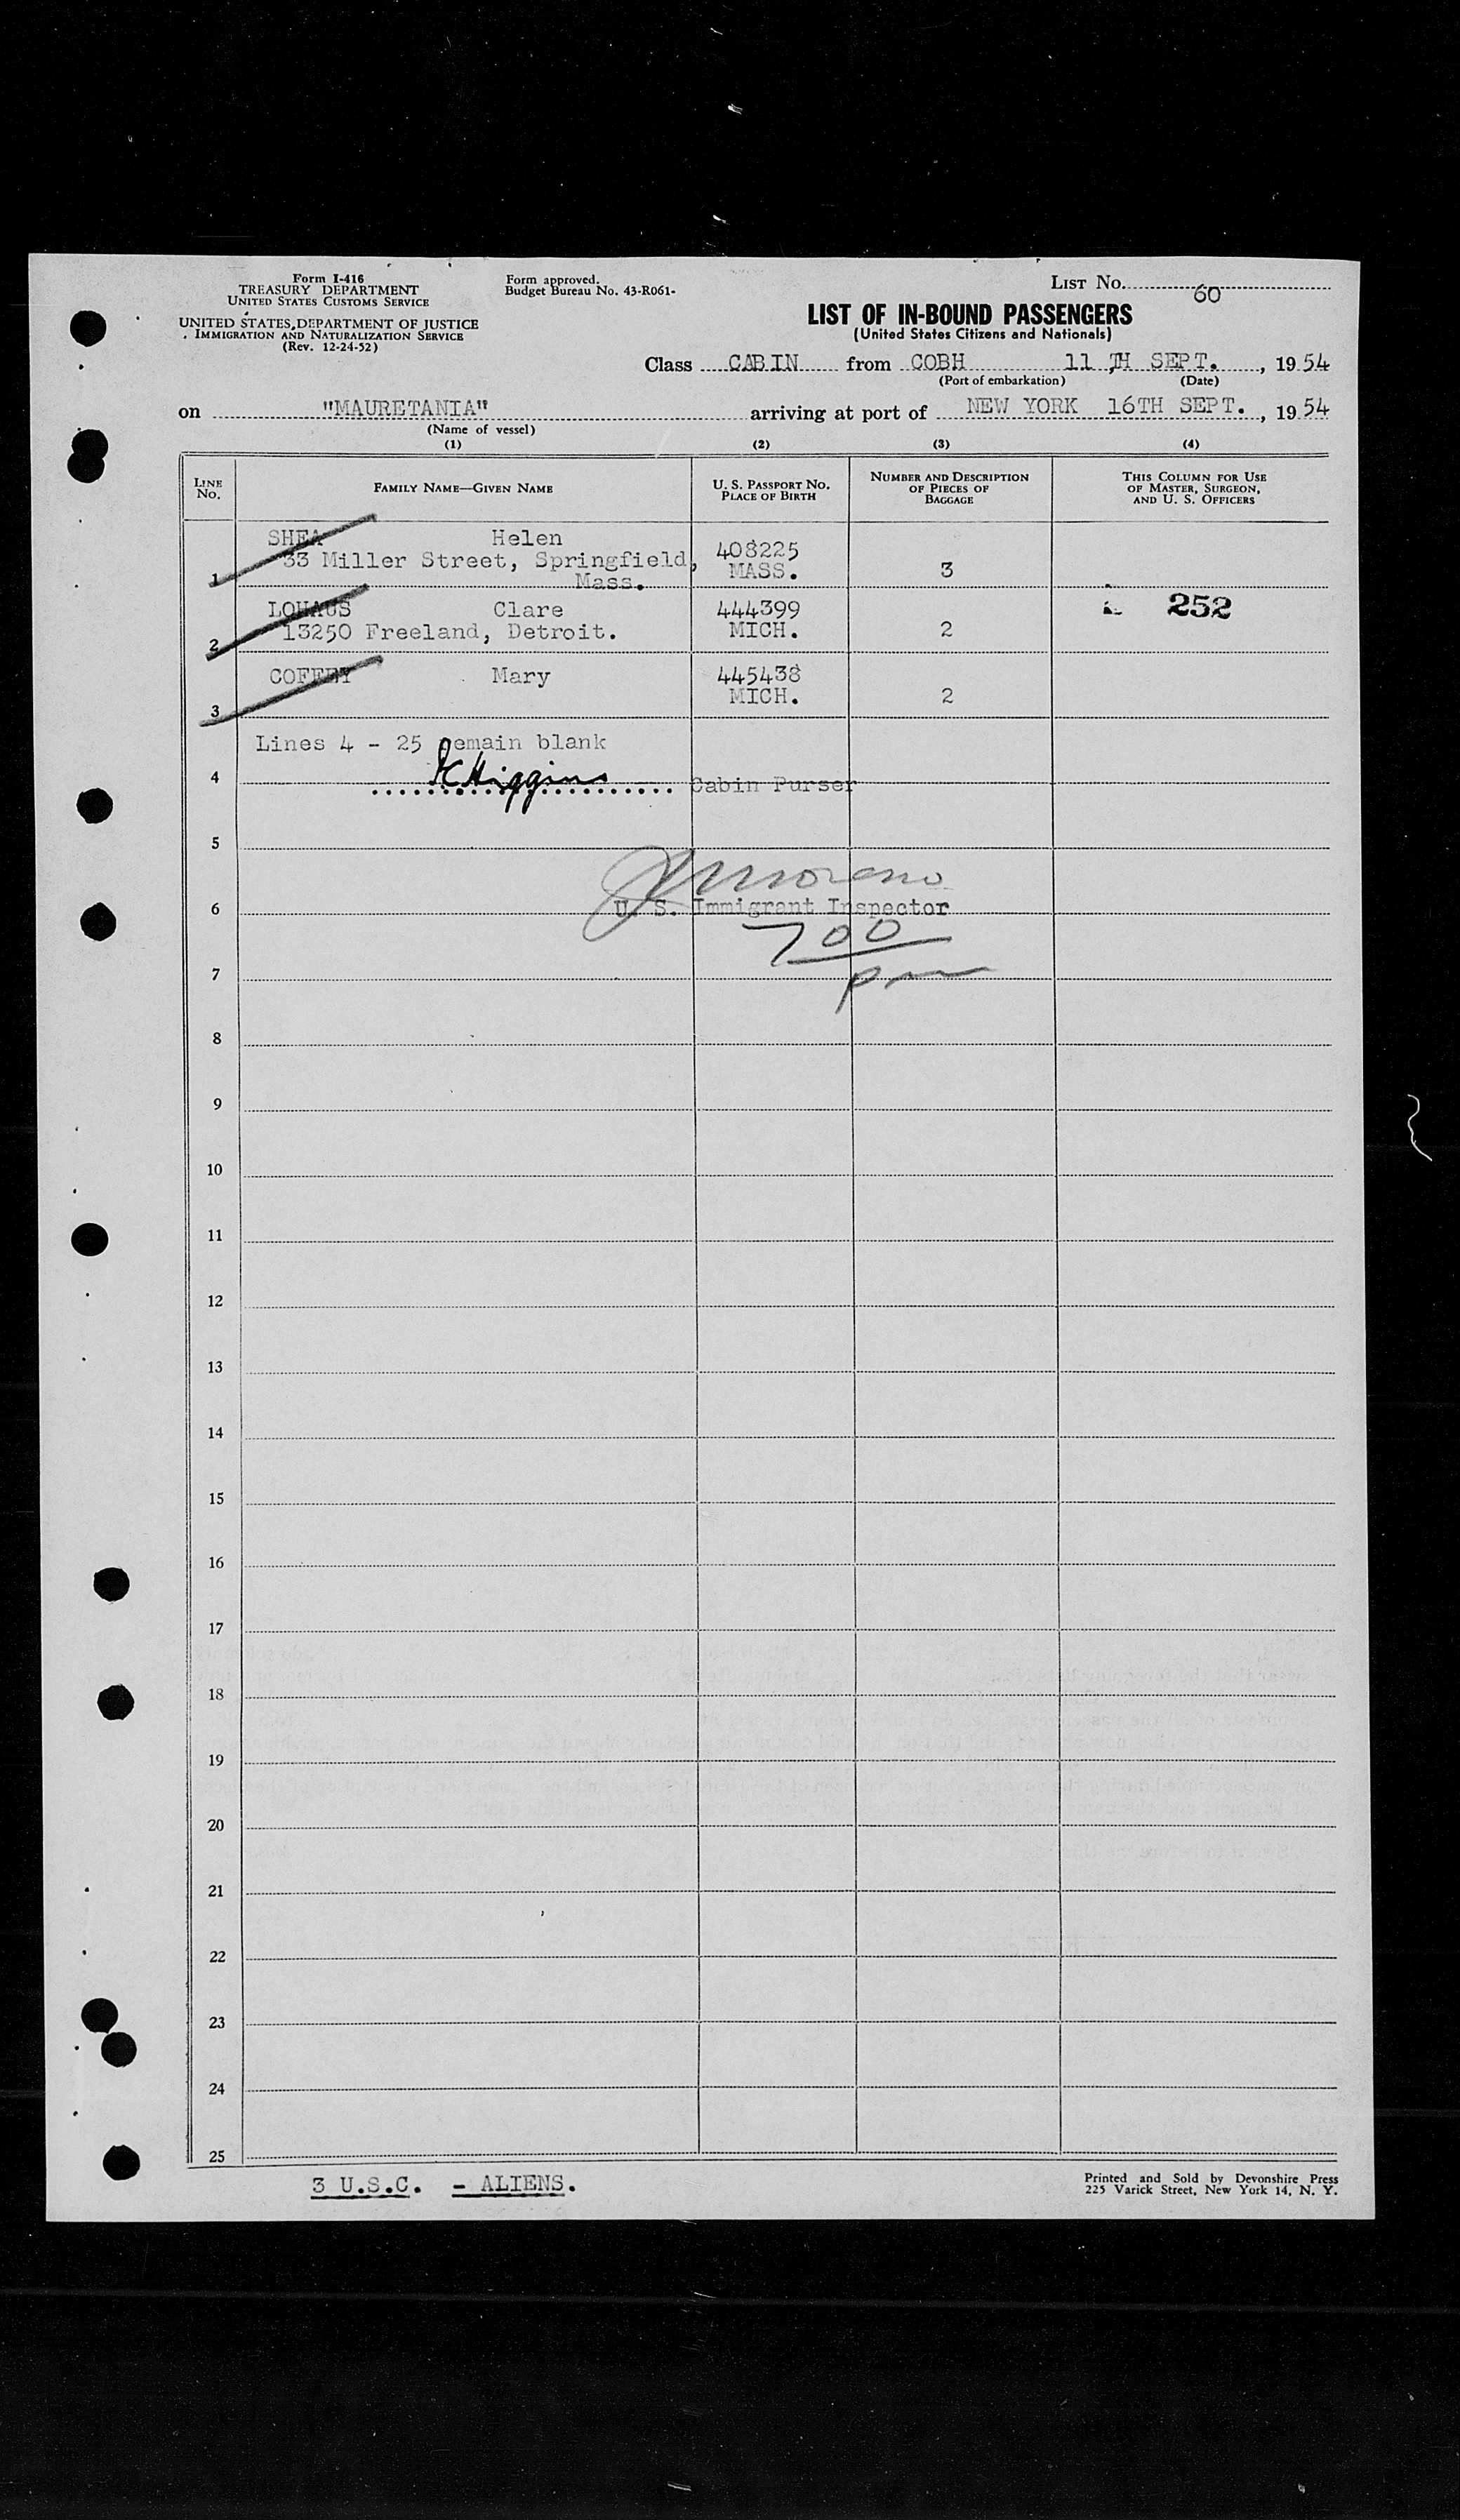 Form I-416
TREASURY DEPARTMENT
UNITED STATES CUSTOMS SERVICE
UNITED STATES DEPARTMENT OF JUSTICE
IMMIGRATION AND NATURALIZATION SERVICE
(Rev. 12-24-52)
Form approved.
Budget Bureau No. 43-R061-
LIST No. 60
LIST OF IN-BOUND PASSENGERS
(United States Citizens and Nationals)
Class CABIN from COBH 11 TH SEPT., 1954
(Port of embarkation) (Date)
on "MAURETANIA" arriving at port of NEW YORK 16TH SEPT., 1954
(Name of vessel)
(1) (2) (3) (4)
LINE No. FAMILY NAME—GIVEN NAME U. S. PASSPORT No. PLACE OF BIRTH NUMBER AND DESCRIPTION OF PIECES OF BAGGAGE THIS COLUMN FOR USE OF MASTER, SURGEON, AND U. S. OFFICERS
SHEA Helen 408225
33 Miller Street, Springfield, MASS. 3
1 Mass.
LOHAUS Clare 444399 252
13250 Freeland, Detroit. MICH. 2
2
COFFEY Mary 445438
MICH. 2
3
Lines 4 - 25 remain blank
4 Higgins Cabin Purser
5
Moreno
6 U. S. Immigrant Inspector
700
7 pm
8
9
10
11
12
13
14
15
16
17
18
19
20
21
22
23
24
25
3 U.S.C. - ALIENS.
Printed and Sold by Devonshire Press
225 Varick Street, New York 14, N. Y.